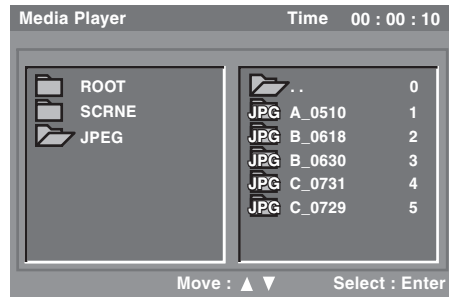 Media Player Time 00 : 00 : 10
ROOT
SCRNE
JPEG
. . 0
JPG A_0510 1
JPG B_0618 2
JPG B_0630 3
JPG C_0731 4
JPG C_0729 5
Move : ▲ ▼ Select : Enter